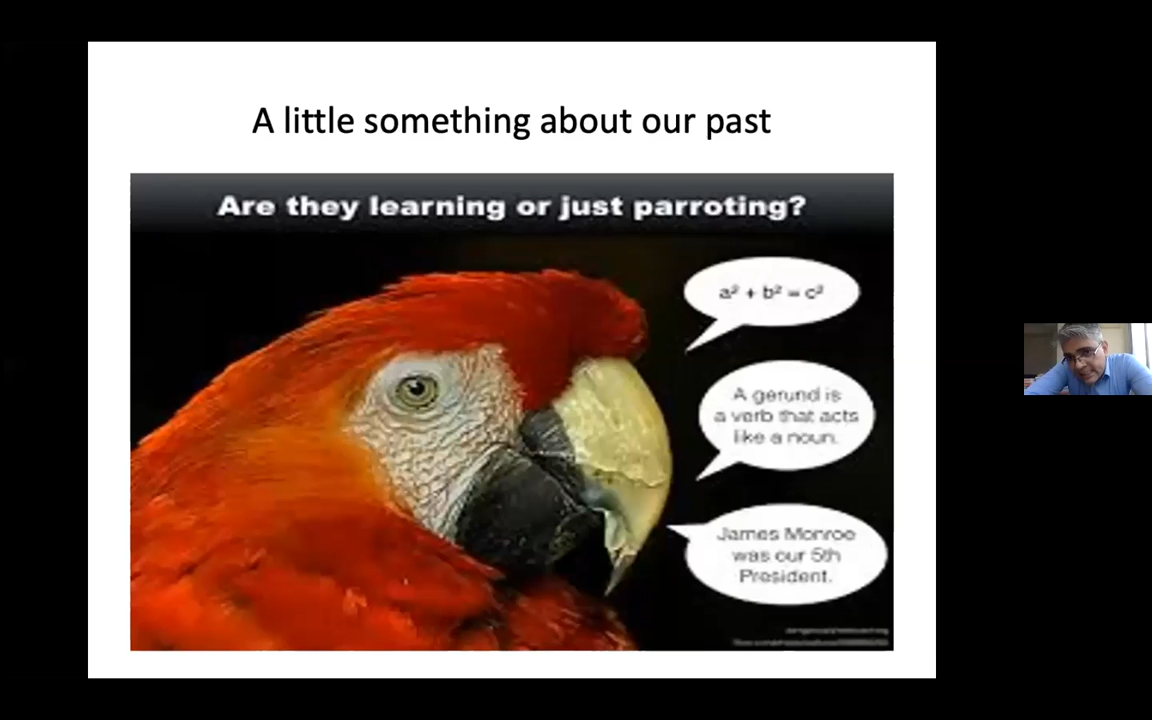 A little something about our past
Are they learning or just parroting?
a² + b² = c²
A gerund is
a verb that acts
like a noun.
James Monroe
was our 5th
President.